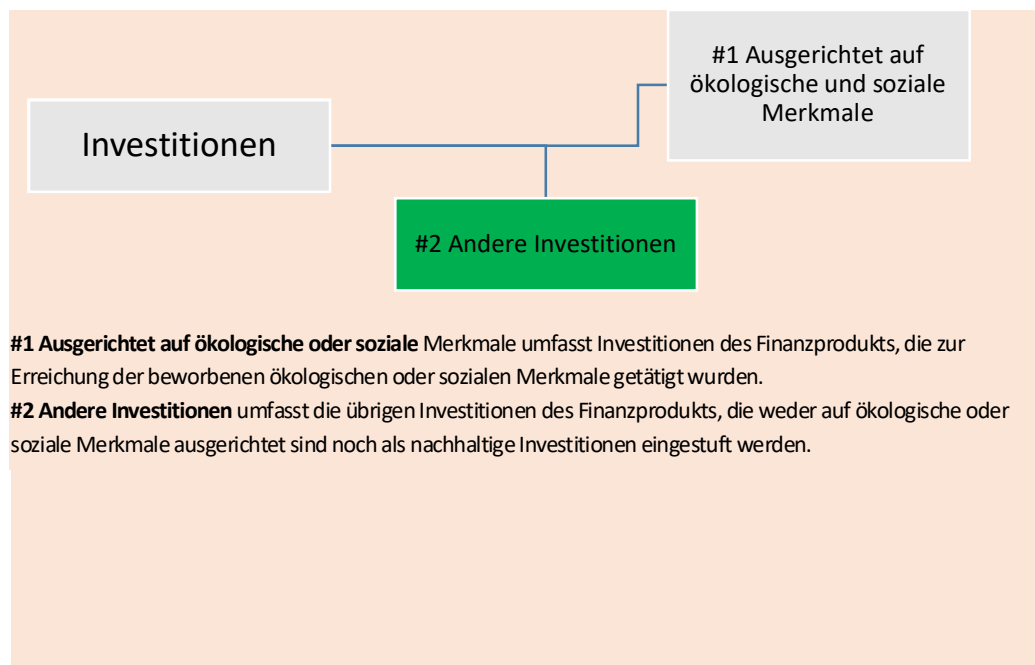 #1 Ausgerichtet auf
ökologische und soziale
Merkmale
Investitionen
#2 Andere Investitionen
#1 Ausgerichtet auf ökologische oder soziale Merkmale umfasst Investitionen des Finanzprodukts, die zur
Erreichung der beworbenen ökologischen oder sozialen Merkmale getätigt wurden.
#2 Andere Investitionen umfasst die übrigen Investitionen des Finanzprodukts, die weder auf ökologische oder
soziale Merkmale ausgerichtet sind noch als nachhaltige Investitionen eingestuft werden.